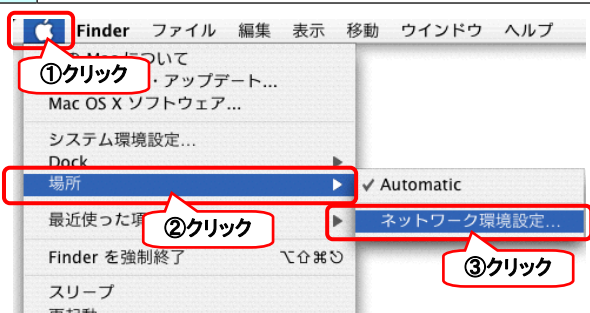 Finder ファイル 編集 表示 移動 ウインドウ ヘルプ
①クリック
ついて
・アップデート...
Mac OS X ソフトウェア...
システム環境設定...
Dock
場所
✓ Automatic
最近使った項
②クリック
ネットワーク環境設定...
Finder を強制終了 ⌥⇧⌘⎋
③クリック
スリープ
再起動